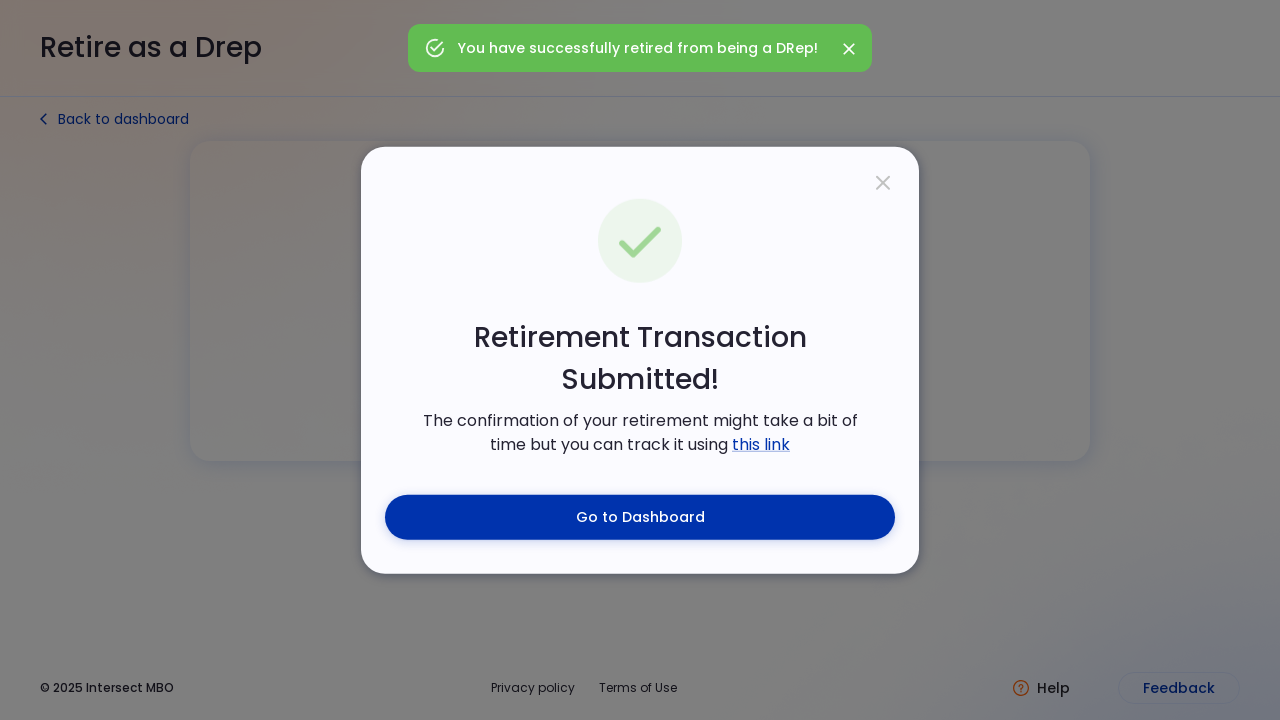 Retire as a Drep
You have successfully retired from being a DRep!
Back to dashboard
Retirement Transaction
Submitted!
The confirmation of your retirement might take a bit of
time but you can track it using this link
Go to Dashboard
© 2025 Intersect MBO
Privacy policy
Terms of Use
Help
Feedback